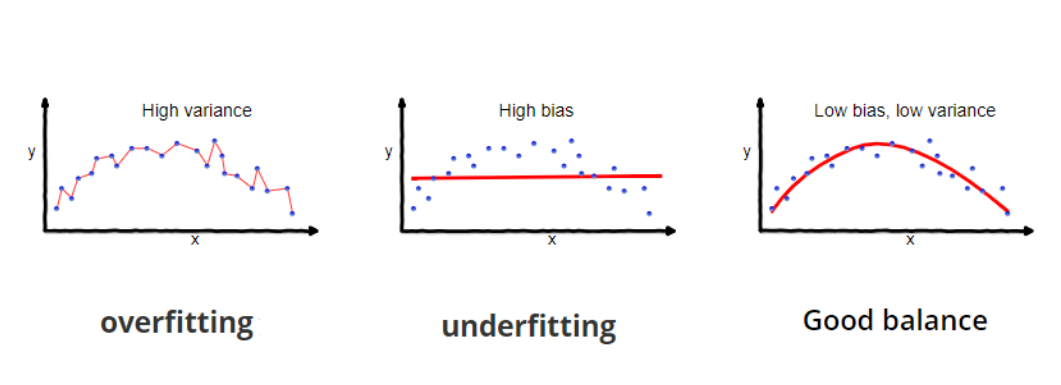 High variance
y
x
overfitting
High bias
y
x
underfitting
Low bias, low variance
y
x
Good balance